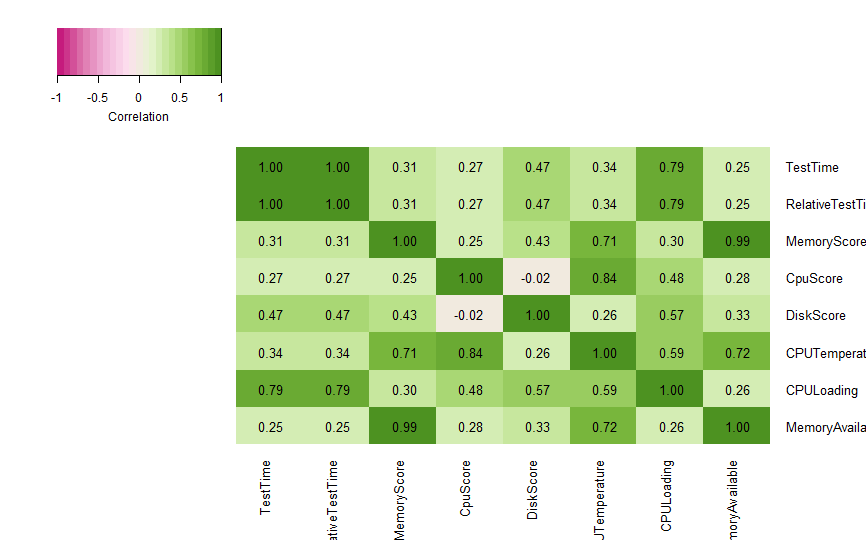 -1 -0.5 0 0.5 1
Correlation
1.00 1.00 0.31 0.27 0.47 0.34 0.79 0.25 TestTime
1.00 1.00 0.31 0.27 0.47 0.34 0.79 0.25 RelativeTestTi
0.31 0.31 1.00 0.25 0.43 0.71 0.30 0.99 MemoryScore
0.27 0.27 0.25 1.00 -0.02 0.84 0.48 0.28 CpuScore
0.47 0.47 0.43 -0.02 1.00 0.26 0.57 0.33 DiskScore
0.34 0.34 0.71 0.84 0.26 1.00 0.59 0.72 CPUTemperat
0.79 0.79 0.30 0.48 0.57 0.59 1.00 0.26 CPULoading
0.25 0.25 0.99 0.28 0.33 0.72 0.26 1.00 MemoryAvaila
TestTime
ativeTestTime
MemoryScore
CpuScore
DiskScore
UTemperature
CPULoading
moryAvailable